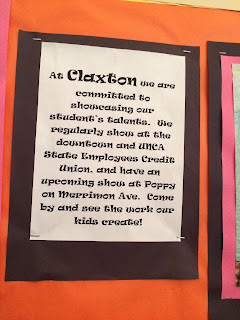 At Claxton we are
committed to
showcasing our
student's talents. We
regularly show at the
downtown and UNCA
State Employees Credit
Union, and have an
upcoming show at Poppy
on Merrimon Ave. Come
by and see the work our
kids create!